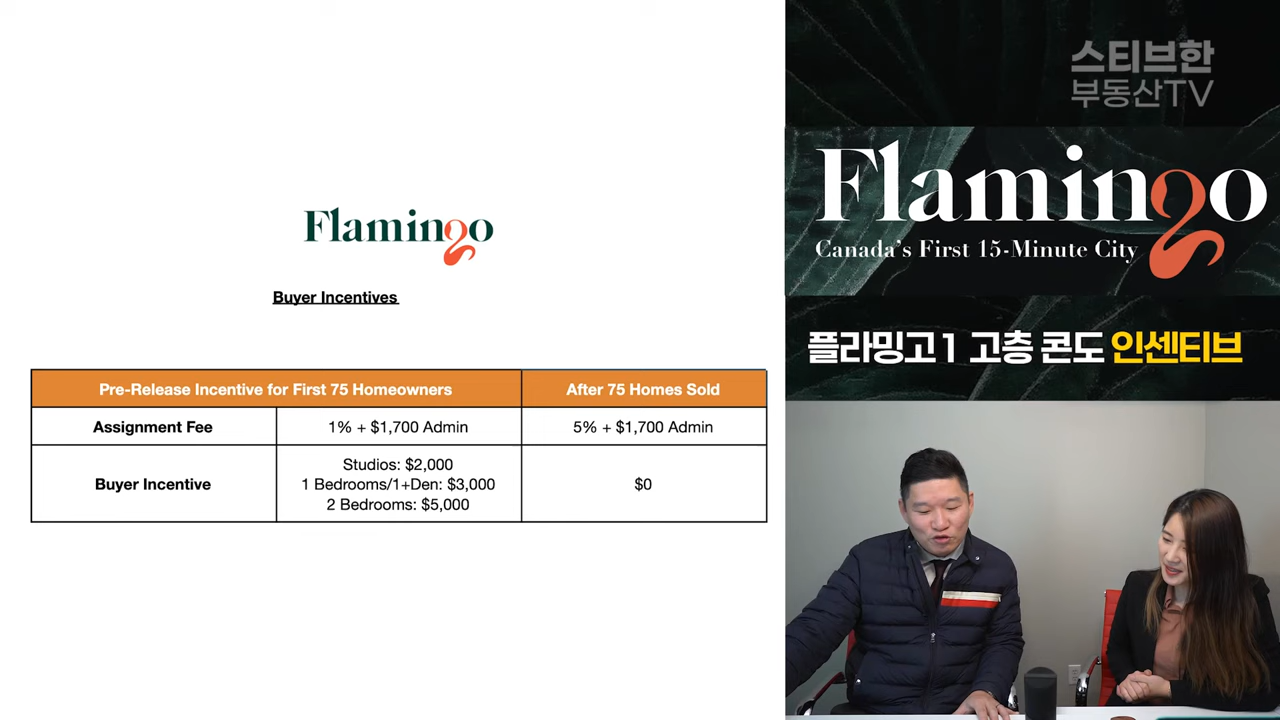 Flamingo
Buyer Incentives
Pre-Release Incentive for First 75 Homeowners
After 75 Homes Sold
Assignment Fee
1% + $1,700 Admin
5% + $1,700 Admin
Buyer Incentive
Studios: $2,000
1 Bedrooms/1+Den: $3,000
2 Bedrooms: $5,000
$0
스티브한
부동산TV
Flamingo
Canada's First 15-Minute City
플라밍고1 고층 콘도 인센티브